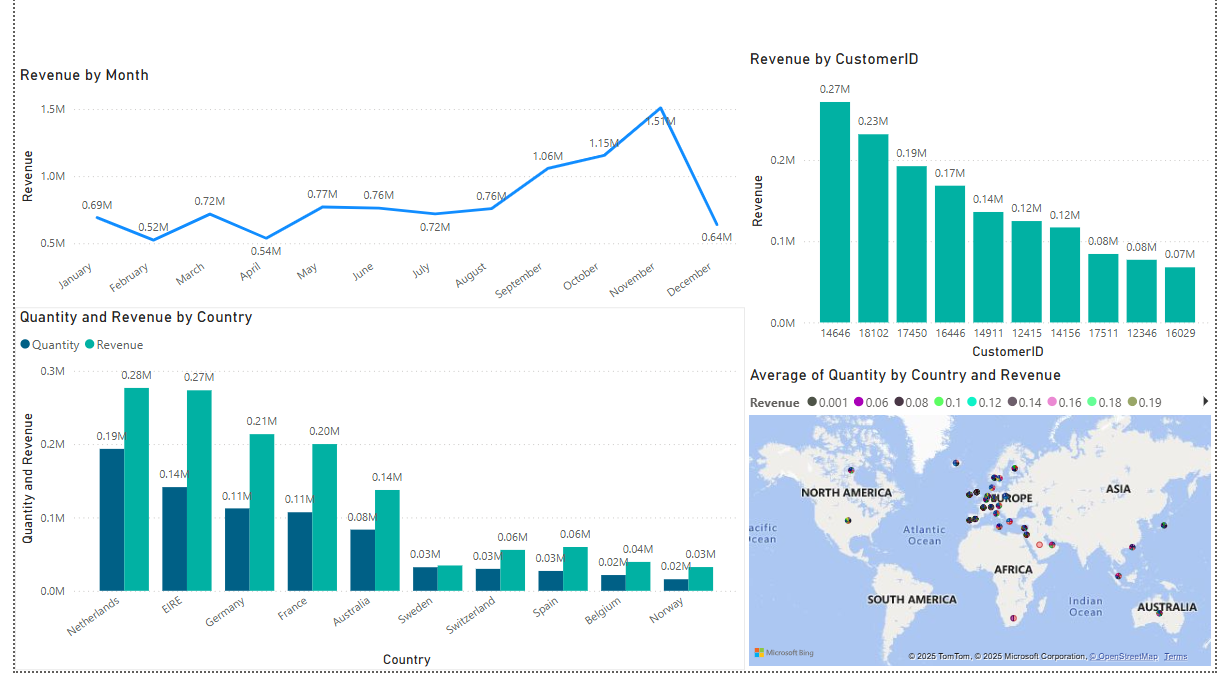 Revenue by Month
Revenue
1.5M
1.0M
0.5M
0.69M
0.52M
0.72M
0.54M
0.77M
0.76M
0.72M
0.76M
1.06M
1.15M
1.51M
0.64M
January
February
March
April
May
June
July
August
September
October
November
December
Revenue by CustomerID
Revenue
0.2M
0.1M
0.0M
0.27M
0.23M
0.19M
0.17M
0.14M
0.12M
0.12M
0.08M
0.08M
0.07M
14646 18102 17450 16446 14911 12415 14156 17511 12346 16029
CustomerID
Quantity and Revenue by Country
Quantity Revenue
Quantity and Revenue
0.3M
0.2M
0.1M
0.0M
0.19M
0.28M
0.14M
0.27M
0.11M
0.21M
0.11M
0.20M
0.08M
0.14M
0.03M
0.03M
0.06M
0.03M
0.06M
0.02M
0.04M
0.02M
0.03M
Netherlands
EIRE
Germany
France
Australia
Sweden
Switzerland
Spain
Belgium
Norway
Country
Average of Quantity by Country and Revenue
Revenue 0.001 0.06 0.08 0.1 0.12 0.14 0.16 0.18 0.19
NORTH AMERICA
EUROPE
ASIA
Atlantic
Ocean
AFRICA
SOUTH AMERICA
Indian
Ocean
AUSTRALIA
Microsoft Bing
© 2025 TomTom, © 2025 Microsoft Corporation, © OpenStreetMap Terms